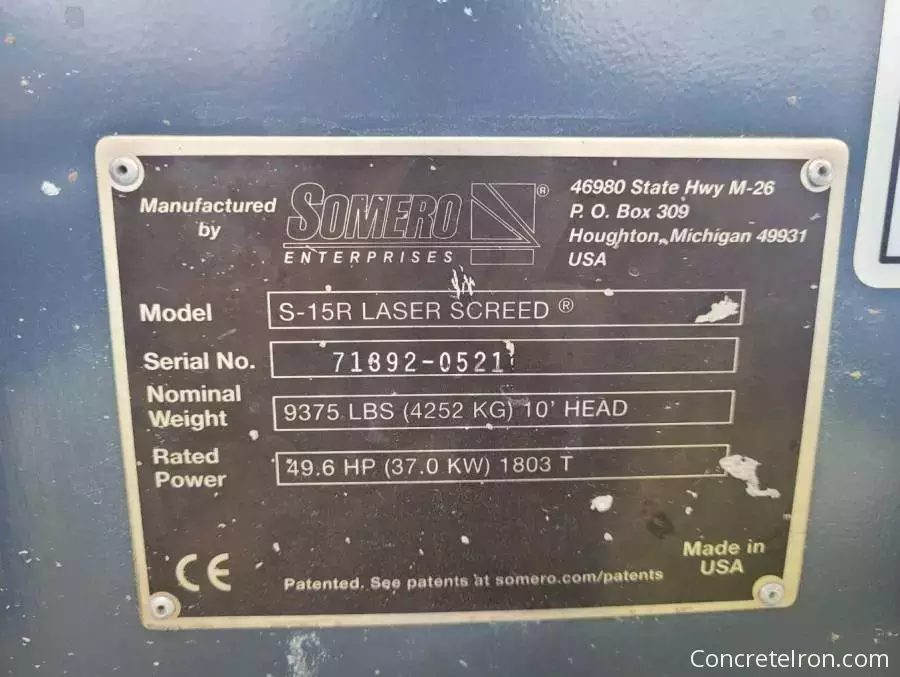 Manufactured
by
SOMERO ®
ENTERPRISES
46980 State Hwy M-26
P. O. Box 309
Houghton, Michigan 49931
USA
Model S-15R LASER SCREED ®
Serial No. 71892-0521
Nominal
Weight 9375 LBS (4252 KG) 10' HEAD
Rated
Power 49.6 HP (37.0 KW) 1803 T
CE
Patented. See patents at somero.com/patents
Made in
USA
ConcreteIron.com